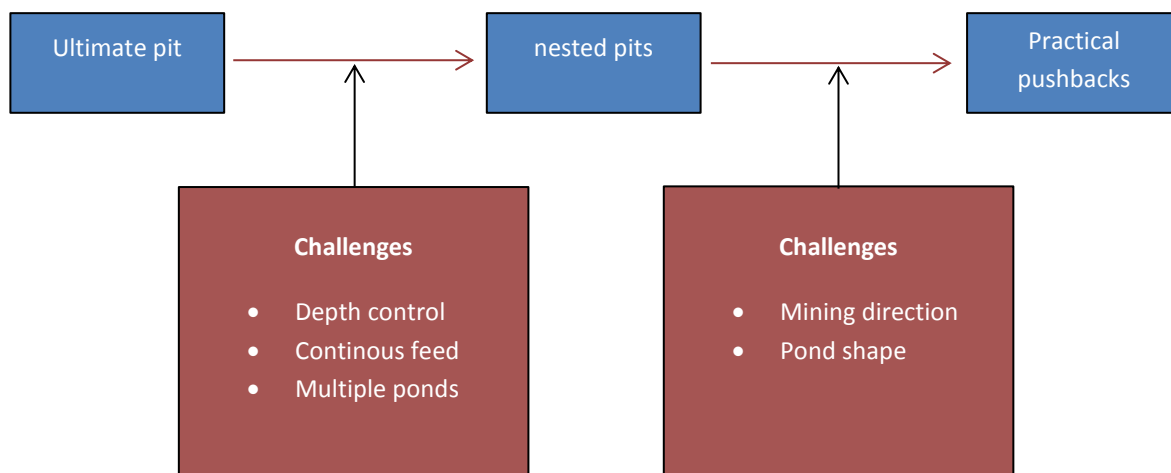 Ultimate pit
nested pits
Practical
pushbacks
Challenges
• Depth control
• Continous feed
• Multiple ponds
Challenges
• Mining direction
• Pond shape